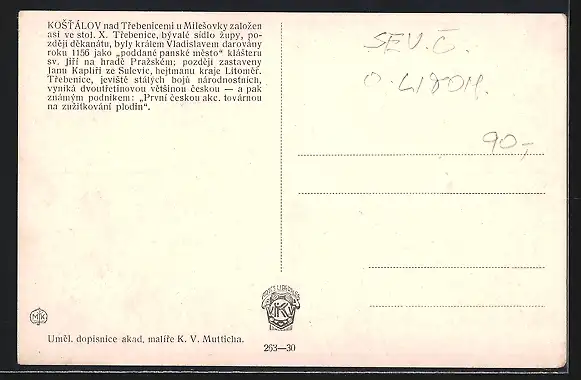 KOŠŤÁLOV nad Třebenicemi u Milešovky založen
asi ve stol. X. Třebenice, bývalé sídlo župy, po-
zději děkanátu, byly králem Vladislavem darovány
roku 1156 jako „poddané panské město“ klášteru
sv. Jiří na hradě Pražském; později zastaveny
Janu Kaplíři ze Sulevic, hejtmanu kraje Litoměř.
Třebenice, jeviště stálých bojů národnostních,
vyniká dvoutřetinovou většinou českou — a pak
známým podnikem: „První českou akc. továrnou
na zužitkování plodin“.
SEV. Č.
O. LITOM.
90,-
MK
Uměl. dopisnice akad. malíře K. V. Mutticha.
263—30